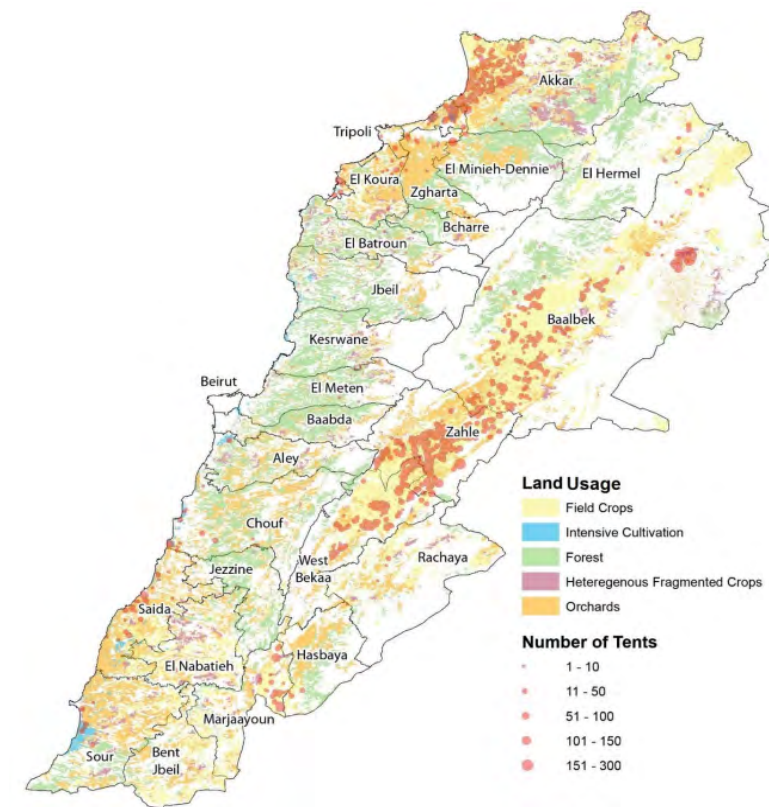 Akkar
Tripoli
El Minieh-Dennie
El Hermel
El Koura
Zgharta
Bcharre
El Batroun
Jbeil
Baalbek
Kesrwane
Beirut
El Meten
Baabda
Zahle
Aley
Chouf
West
Bekaa
Rachaya
Jezzine
Saida
Hasbaya
El Nabatieh
Marjaayoun
Sour
Bent
Jbeil
Land Usage
Field Crops
Intensive Cultivation
Forest
Heteregenous Fragmented Crops
Orchards
Number of Tents
1 - 10
11 - 50
51 - 100
101 - 150
151 - 300